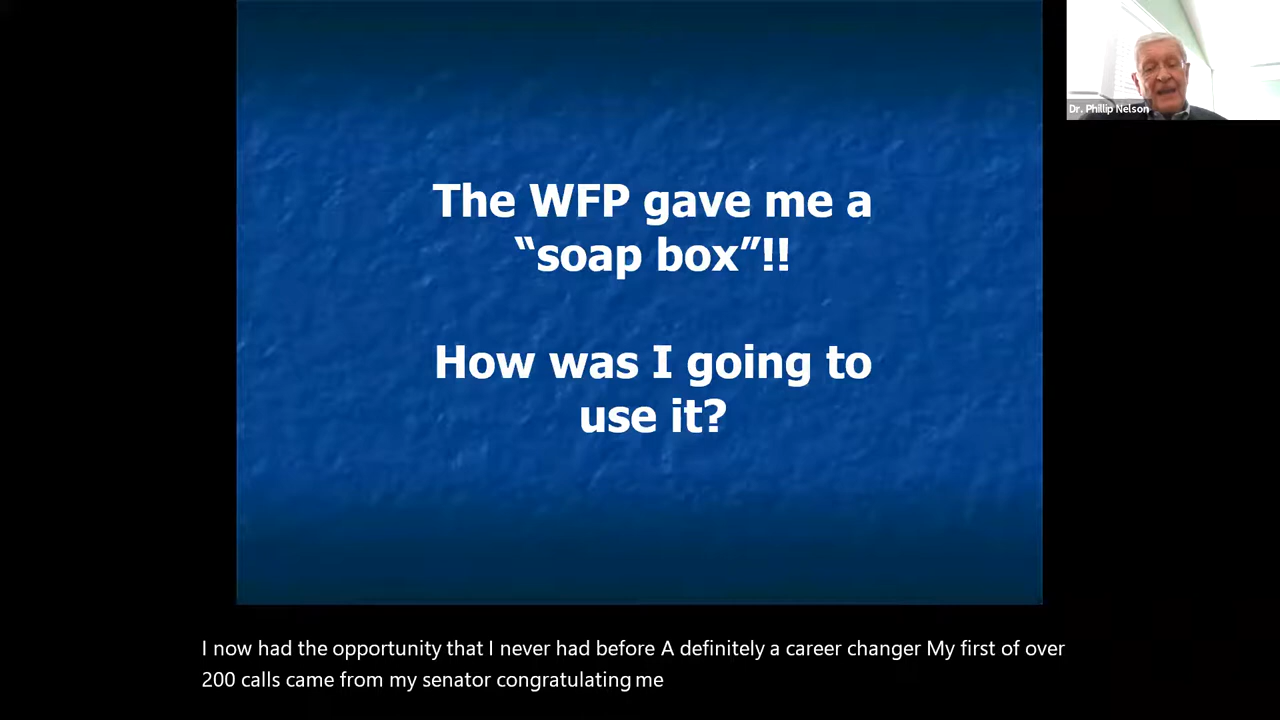 The WFP gave me a
“soap box”!!
How was I going to
use it?
Dr. Phillip Nelson
I now had the opportunity that I never had before A definitely a career changer My first of over
200 calls came from my senator congratulating me